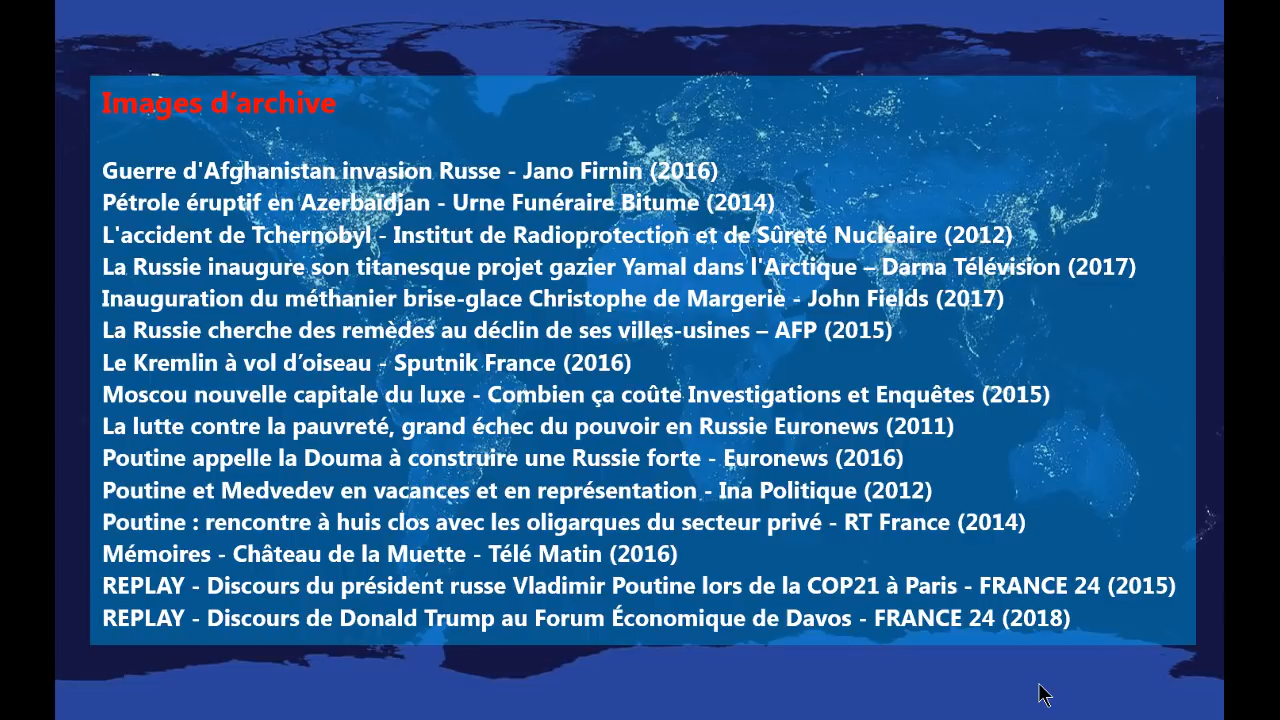 Images d’archive
Guerre d'Afghanistan invasion Russe - Jano Firnin (2016)
Pétrole éruptif en Azerbaïdjan - Urne Funéraire Bitume (2014)
L'accident de Tchernobyl - Institut de Radioprotection et de Sûreté Nucléaire (2012)
La Russie inaugure son titanesque projet gazier Yamal dans l'Arctique – Darna Télévision (2017)
Inauguration du méthanier brise-glace Christophe de Margerie - John Fields (2017)
La Russie cherche des remèdes au déclin de ses villes-usines – AFP (2015)
Le Kremlin à vol d’oiseau - Sputnik France (2016)
Moscou nouvelle capitale du luxe - Combien ça coûte Investigations et Enquêtes (2015)
La lutte contre la pauvreté, grand échec du pouvoir en Russie Euronews (2011)
Poutine appelle la Douma à construire une Russie forte - Euronews (2016)
Poutine et Medvedev en vacances et en représentation - Ina Politique (2012)
Poutine : rencontre à huis clos avec les oligarques du secteur privé - RT France (2014)
Mémoires - Château de la Muette - Télé Matin (2016)
REPLAY - Discours du président russe Vladimir Poutine lors de la COP21 à Paris - FRANCE 24 (2015)
REPLAY - Discours de Donald Trump au Forum Économique de Davos - FRANCE 24 (2018)